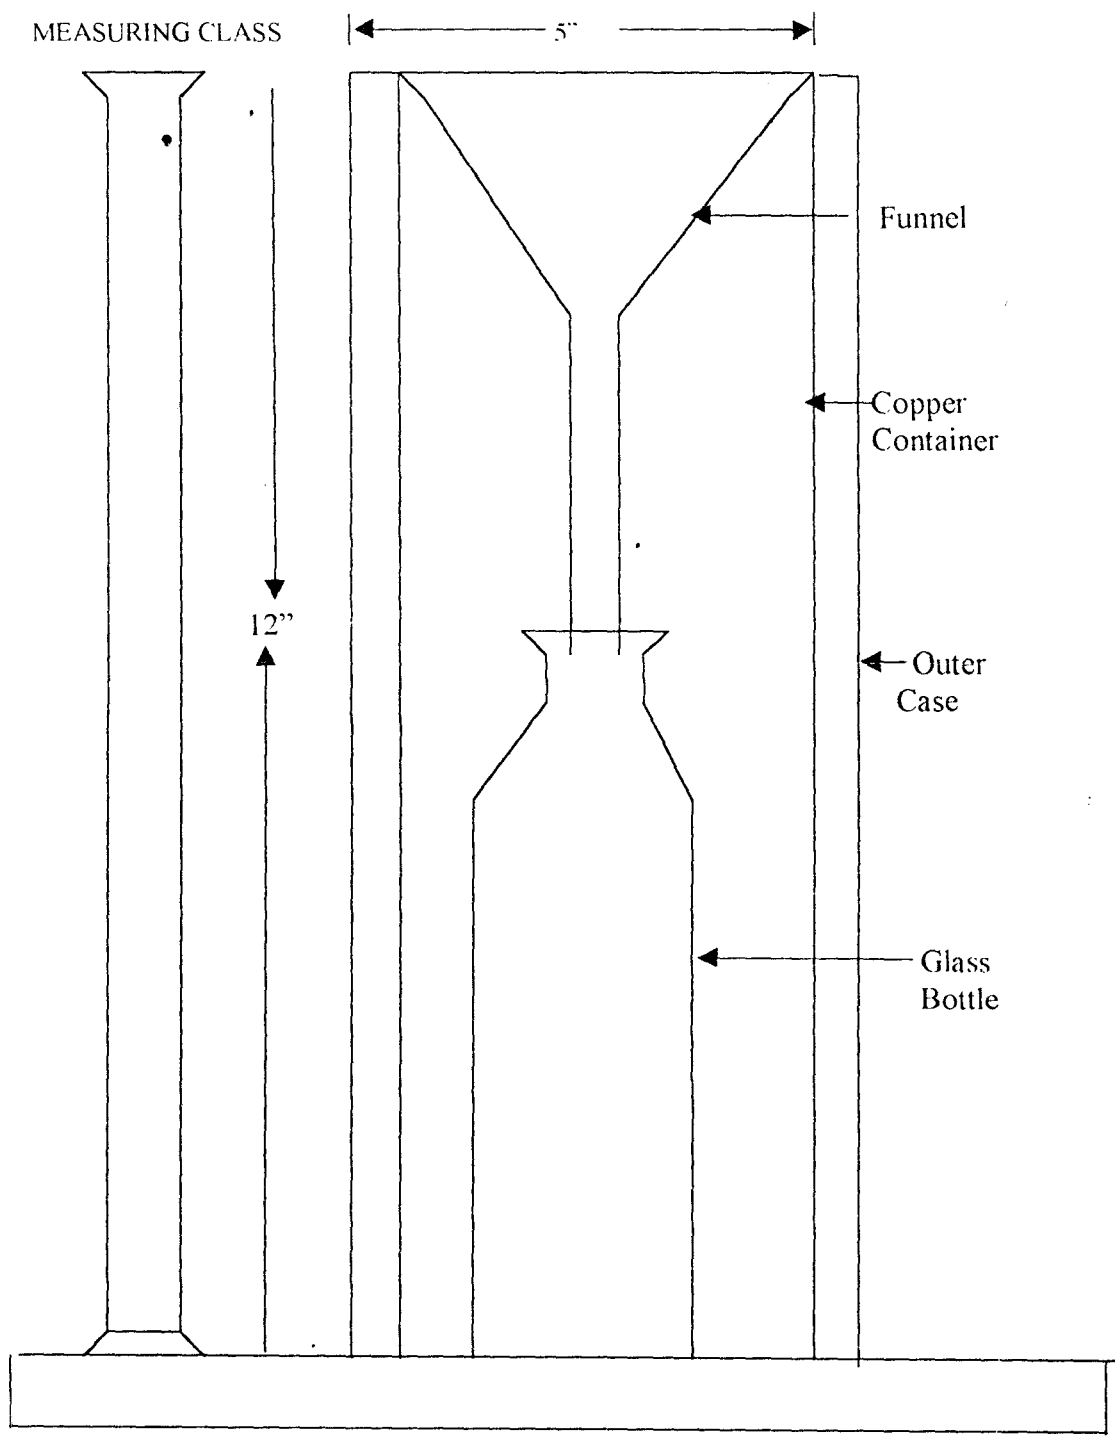 MEASURING CLASS
5”
Funnel
Copper
Container
12”
Outer
Case
Glass
Bottle